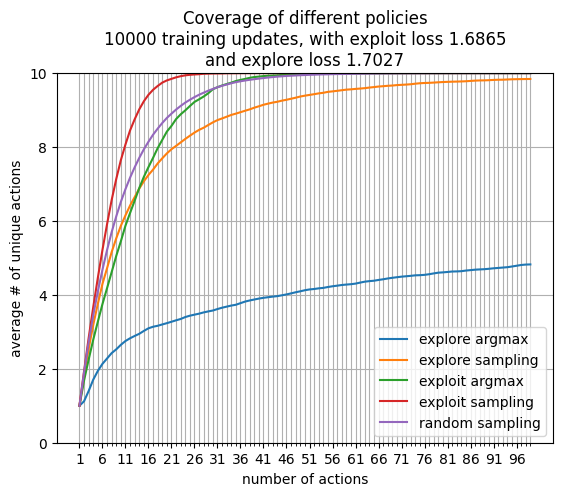 Coverage of different policies
10000 training updates, with exploit loss 1.6865
and explore loss 1.7027
average # of unique actions
10
8
6
4
2
0
explore argmax
explore sampling
exploit argmax
exploit sampling
random sampling
1 6 11 16 21 26 31 36 41 46 51 56 61 66 71 76 81 86 91 96
number of actions